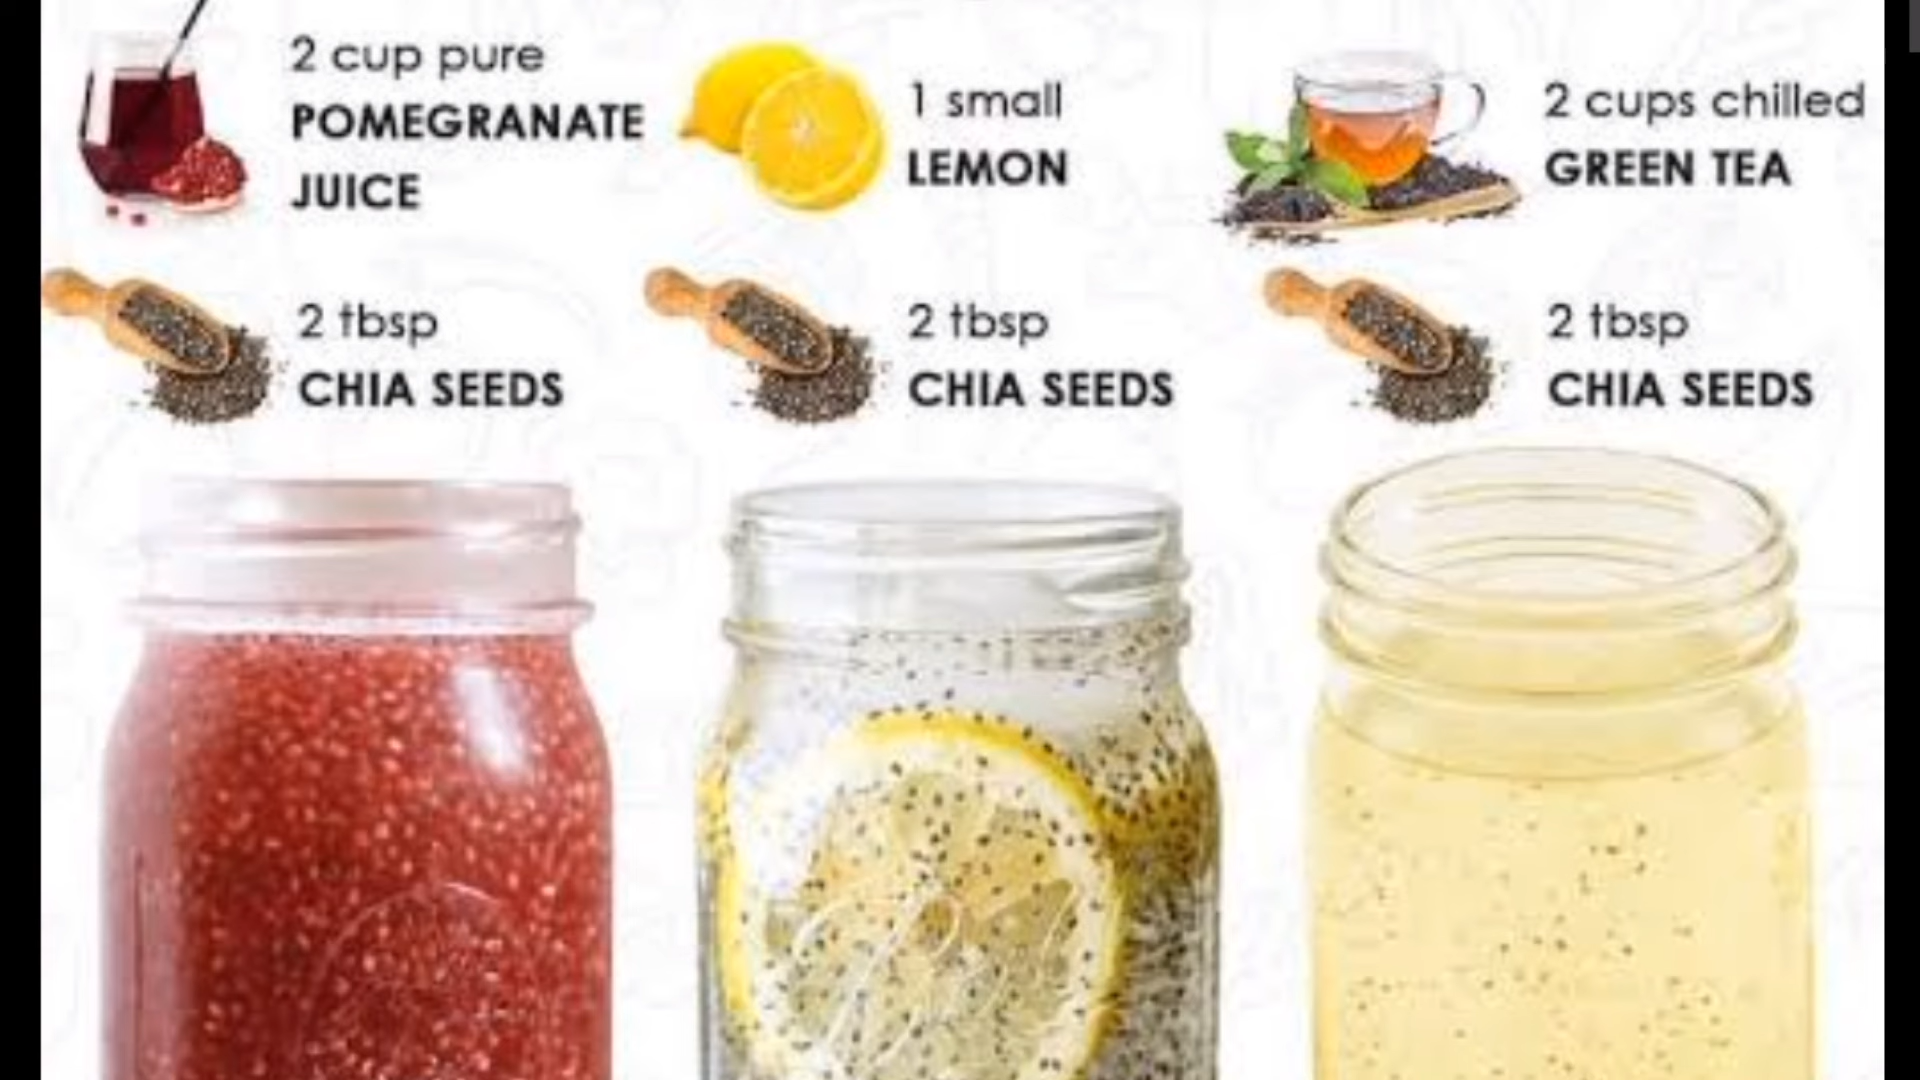 2 cup pure
POMEGRANATE
JUICE
2 tbsp
CHIA SEEDS
1 small
LEMON
2 tbsp
CHIA SEEDS
2 cups chilled
GREEN TEA
2 tbsp
CHIA SEEDS